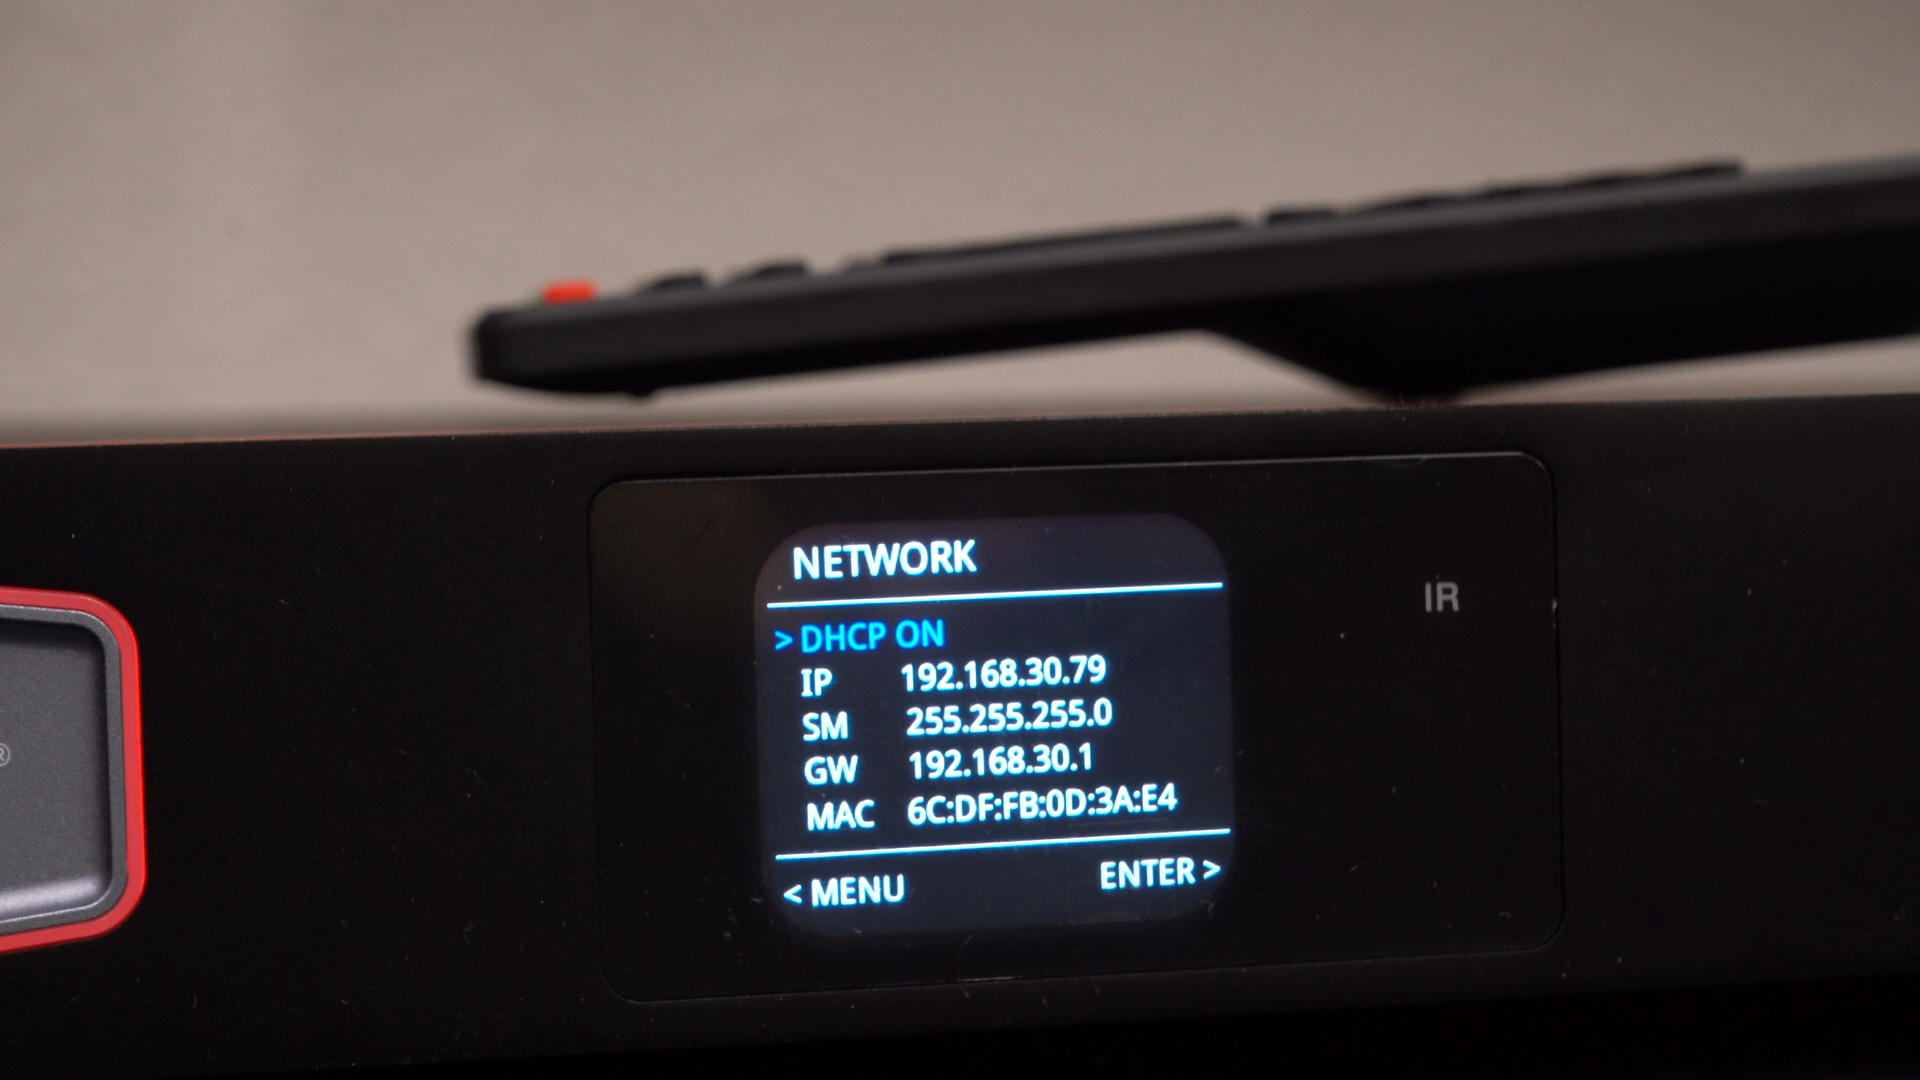 NETWORK
> DHCP ON
IP 192.168.30.79
SM 255.255.255.0
GW 192.168.30.1
MAC 6C:DF:FB:0D:3A:E4
< MENU ENTER >
IR
®